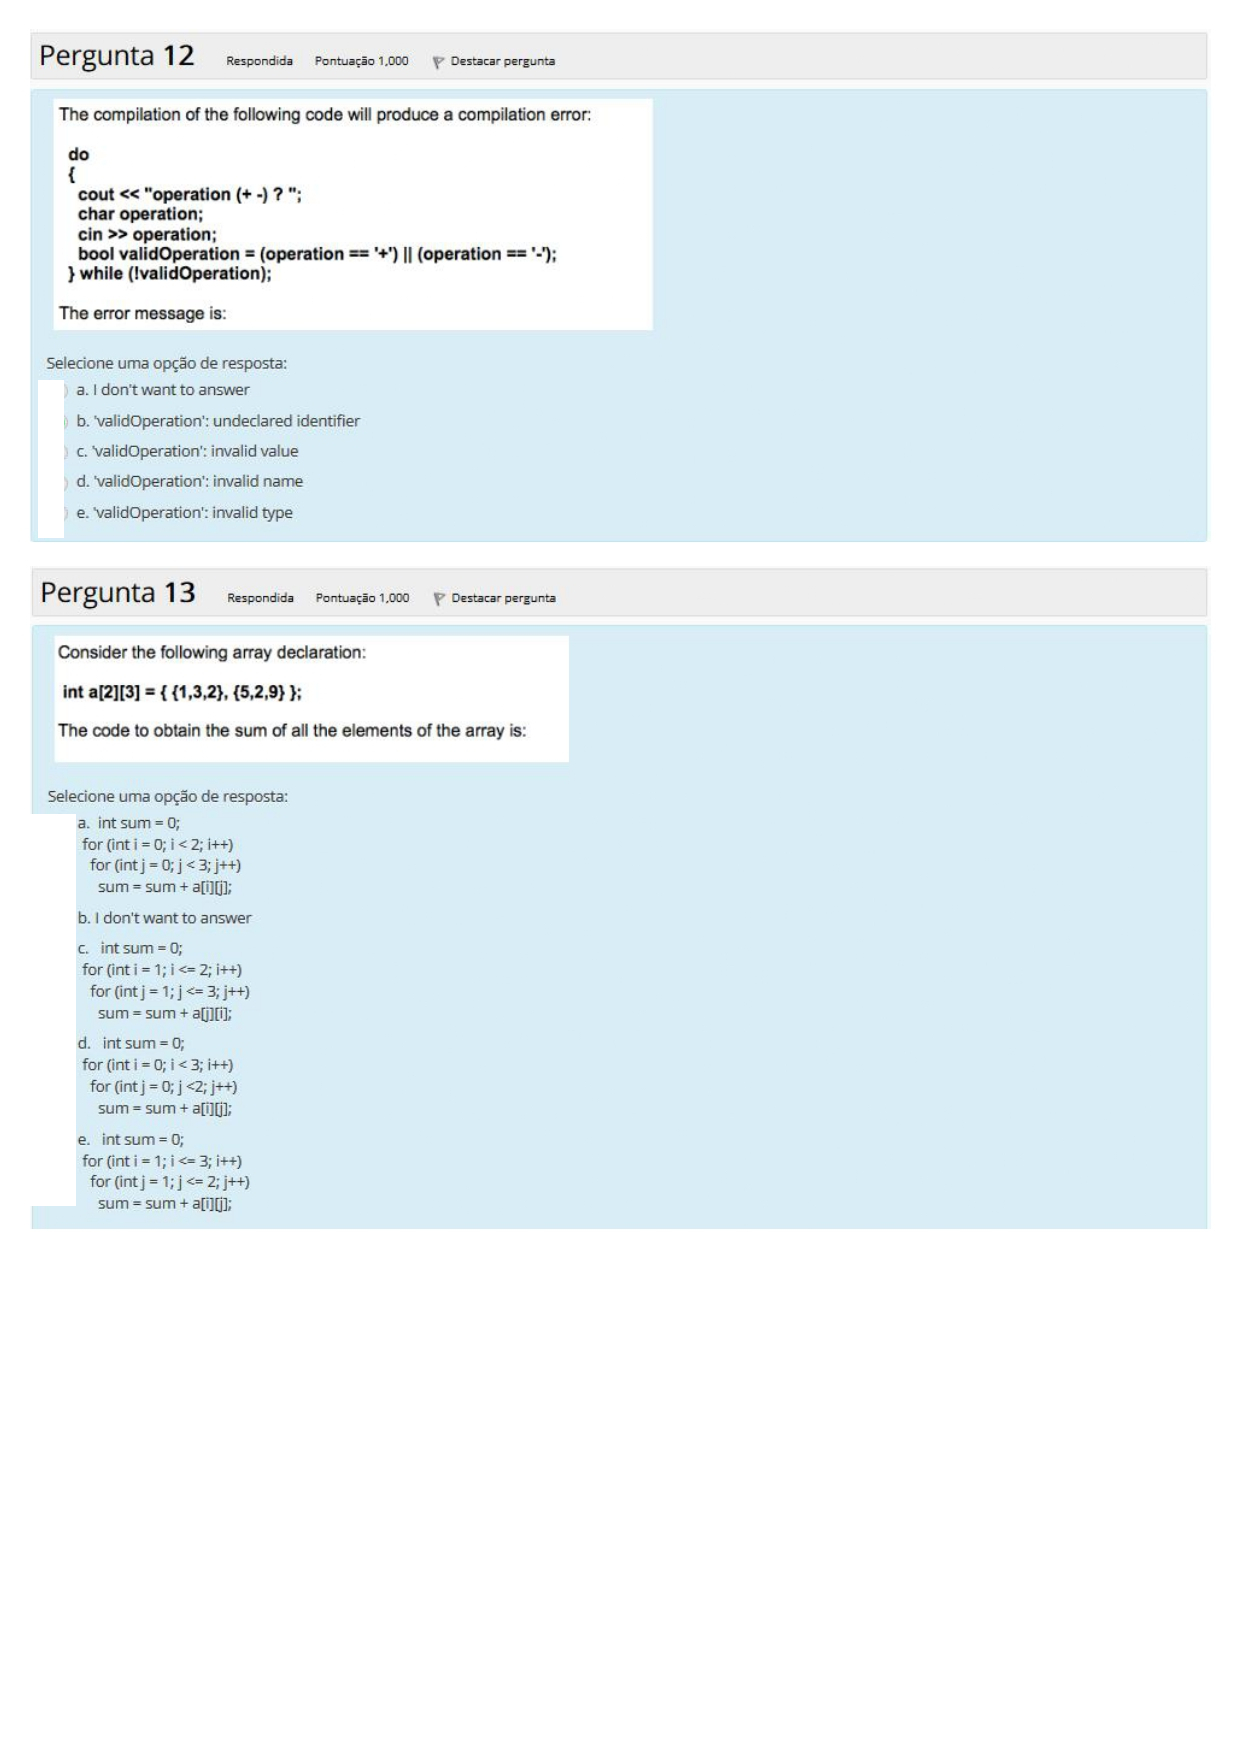 Pergunta 12 Respondida Pontuação 1,000 Destacar pergunta
The compilation of the following code will produce a compilation error:
do
{
cout << "operation (+ -) ? ";
char operation;
cin >> operation;
bool validOperation = (operation == '+') || (operation == '-');
} while (!validOperation);
The error message is:
Selecione uma opção de resposta:
a. I don't want to answer
b. 'validOperation': undeclared identifier
c. 'validOperation': invalid value
d. 'validOperation': invalid name
e. 'validOperation': invalid type
Pergunta 13 Respondida Pontuação 1,000 Destacar pergunta
Consider the following array declaration:
int a[2][3] = { {1,3,2}, {5,2,9} };
The code to obtain the sum of all the elements of the array is:
Selecione uma opção de resposta:
a. int sum = 0;
for (int i = 0; i < 2; i++)
for (int j = 0; j < 3; j++)
sum = sum + a[i][j];
b. I don't want to answer
c. int sum = 0;
for (int i = 1; i <= 2; i++)
for (int j = 1; j <= 3; j++)
sum = sum + a[j][i];
d. int sum = 0;
for (int i = 0; i < 3; i++)
for (int j = 0; j <2; j++)
sum = sum + a[i][j];
e. int sum = 0;
for (int i = 1; i <= 3; i++)
for (int j = 1; j <= 2; j++)
sum = sum + a[i][j];